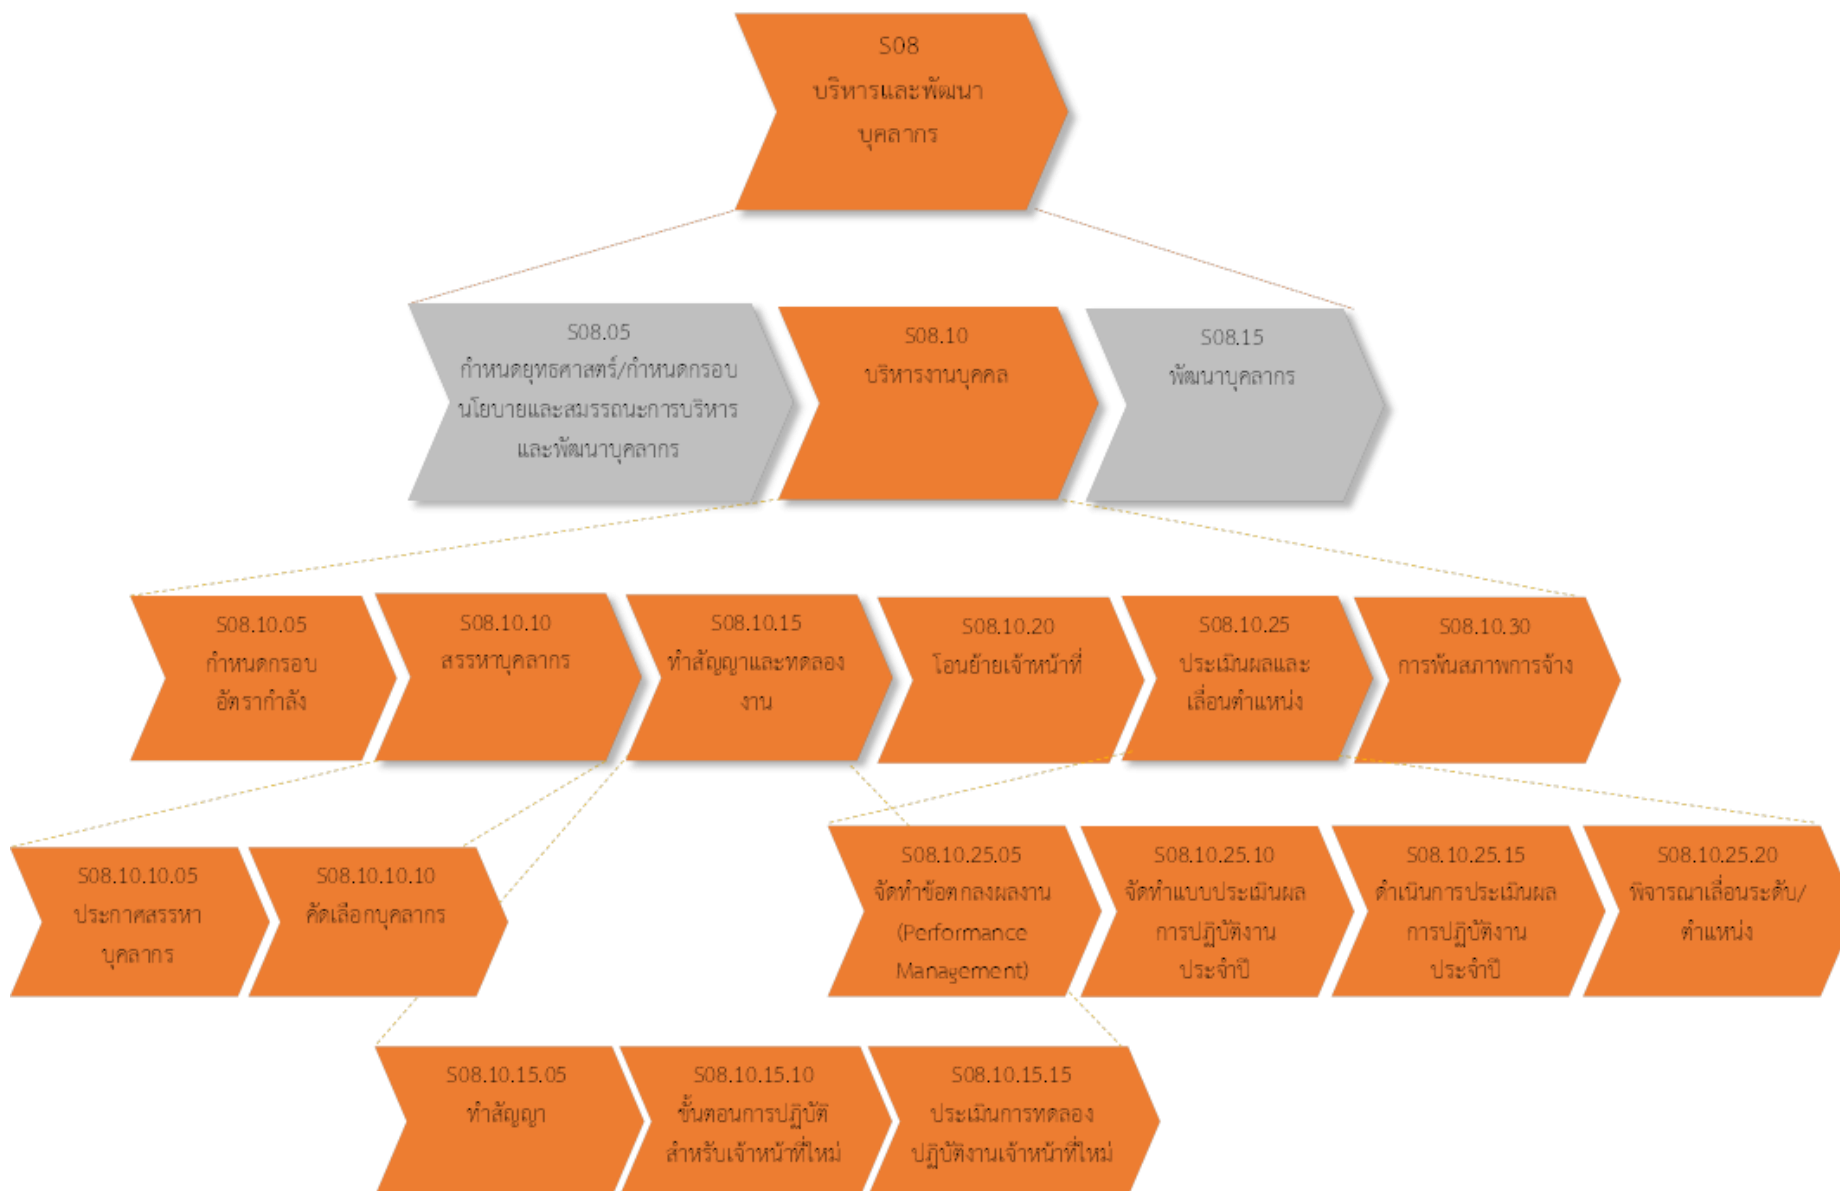 S08
บริหารและพัฒนา
บุคลากร
S08.05
กำหนดยุทธศาสตร์/กำหนดกรอบ
นโยบายและสมรรถนะการบริหาร
และพัฒนาบุคลากร
S08.10
บริหารงานบุคคล
S08.15
พัฒนาบุคลากร
S08.10.05
กำหนดกรอบ
อัตรากำลัง
S08.10.10
สรรหาบุคลากร
S08.10.15
ทำสัญญาและทดลอง
งาน
S08.10.20
โอนย้ายเจ้าหน้าที่
S08.10.25
ประเมินผลและ
เลื่อนตำแหน่ง
S08.10.30
การพ้นสภาพการจ้าง
S08.10.10.05
ประกาศสรรหา
บุคลากร
S08.10.10.10
คัดเลือกบุคลากร
S08.10.25.05
จัดทำข้อตกลงผลงาน
(Performance
Management)
S08.10.25.10
จัดทำแบบประเมินผล
การปฏิบัติงาน
ประจำปี
S08.10.25.15
ดำเนินการประเมินผล
การปฏิบัติงาน
ประจำปี
S08.10.25.20
พิจารณาเลื่อนระดับ/
ตำแหน่ง
S08.10.15.05
ทำสัญญา
S08.10.15.10
ขั้นตอนการปฏิบัติ
สำหรับเจ้าหน้าที่ใหม่
S08.10.15.15
ประเมินการทดลอง
ปฏิบัติงานเจ้าหน้าที่ใหม่